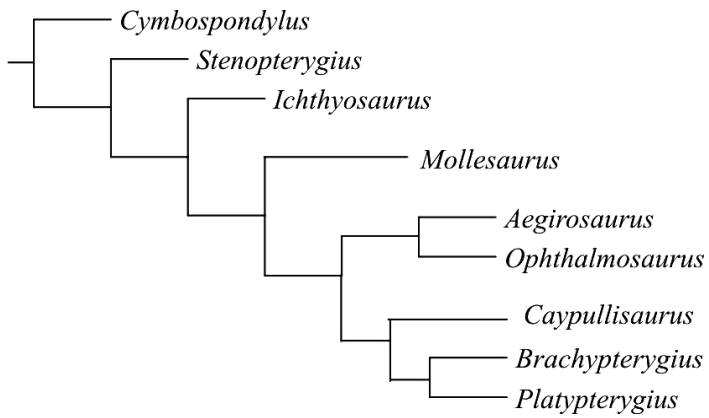 Cymbospondylus
Stenopterygius
Ichthyosaurus
Mollesaurus
Aegirosaurus
Ophthalmosaurus
Caypullisaurus
Brachypterygius
Platypterygius